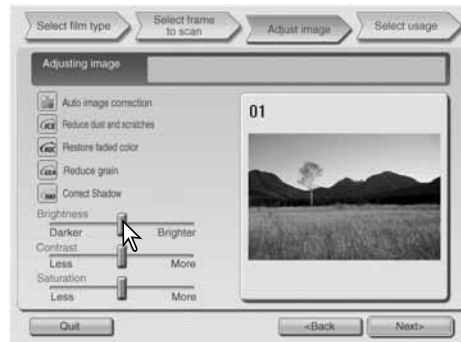 Select film type
Select frame
to scan
Adjust image
Select usage
Adjusting image
Auto image correction
Reduce dust and scratches
Restore faded color
Reduce grain
Correct Shadow
Brightness
Darker Brighter
Contrast
Less More
Saturation
Less More
01
Quit <Back Next>